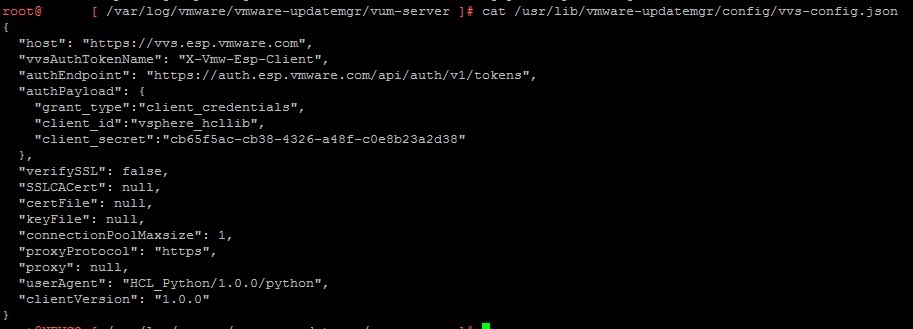 root@ [ /var/log/vmware/vmware-updatemgr/vum-server ]# cat /usr/lib/vmware-updatemgr/config/vvs-config.json
{
  "host": "https://vvs.esp.vmware.com",
  "vvsAuthTokenName": "X-Vmw-Esp-Client",
  "authEndpoint": "https://auth.esp.vmware.com/api/auth/v1/tokens",
  "authPayload": {
    "grant_type":"client_credentials",
    "client_id":"vsphere_hcllib",
    "client_secret":"cb65f5ac-cb38-4326-a48f-c0e8b23a2d38"
  },
  "verifySSL": false,
  "SSLCACert": null,
  "certFile": null,
  "keyFile": null,
  "connectionPoolMaxsize": 1,
  "proxyProtocol": "https",
  "proxy": null,
  "userAgent": "HCL_Python/1.0.0/python",
  "clientVersion": "1.0.0"
}